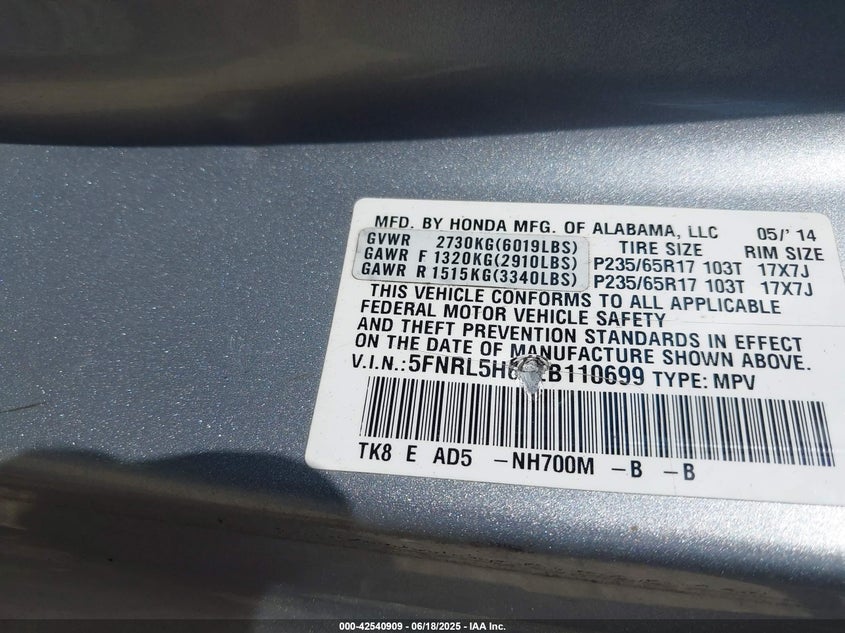 MFD. BY HONDA MFG. OF ALABAMA, LLC 05/'14
GVWR 2730KG(6019LBS) TIRE SIZE RIM SIZE
GAWR F 1320KG(2910LBS) P235/65R17 103T 17X7J
GAWR R 1515KG(3340LBS) P235/65R17 103T 17X7J
THIS VEHICLE CONFORMS TO ALL APPLICABLE
FEDERAL MOTOR VEHICLE SAFETY
AND THEFT PREVENTION STANDARDS IN EFFECT
ON THE DATE OF MANUFACTURE SHOWN ABOVE.
V.I.N.: TYPE: MPV
TK8 E AD5 -NH700M -B -B
000-42540909 - 06/18/2025 - IAA Inc.